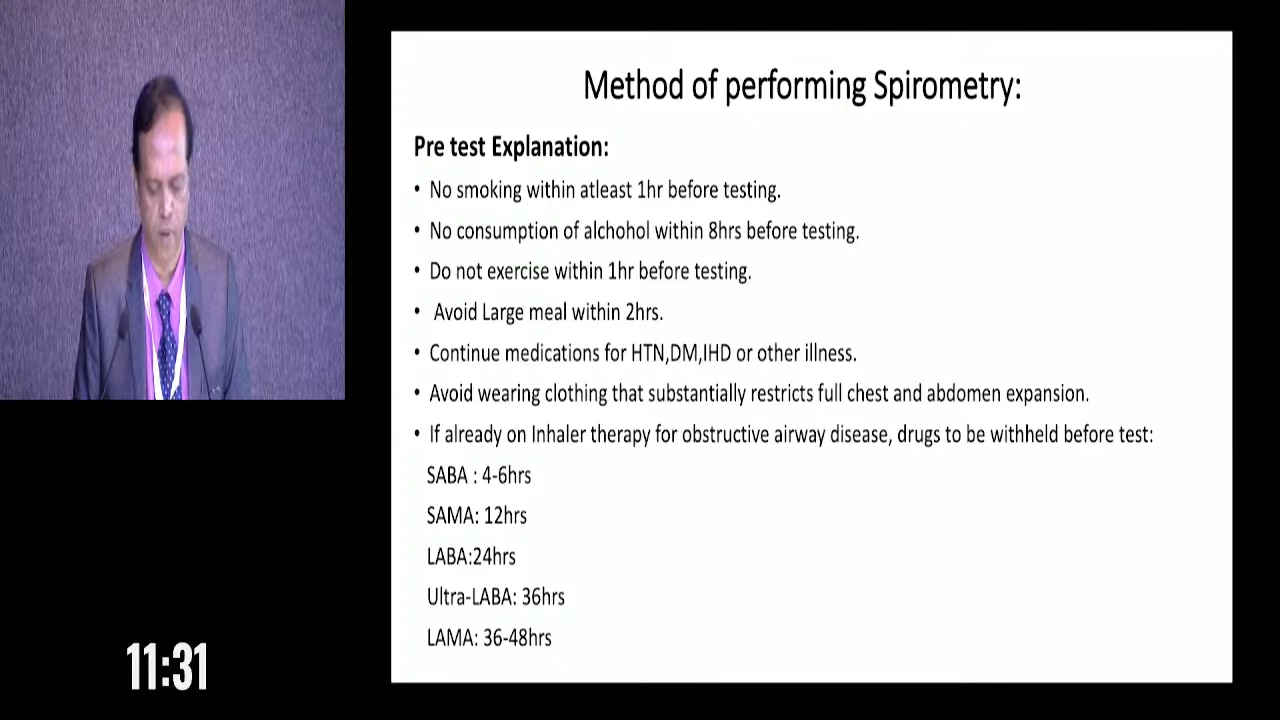 Method of performing Spirometry:
Pre test Explanation:
• No smoking within atleast 1hr before testing.
• No consumption of alchohol within 8hrs before testing.
• Do not exercise within 1hr before testing.
• Avoid Large meal within 2hrs.
• Continue medications for HTN,DM,IHD or other illness.
• Avoid wearing clothing that substantially restricts full chest and abdomen expansion.
• If already on Inhaler therapy for obstructive airway disease, drugs to be withheld before test:
SABA : 4-6hrs
SAMA: 12hrs
LABA:24hrs
Ultra-LABA: 36hrs
LAMA: 36-48hrs
11:31